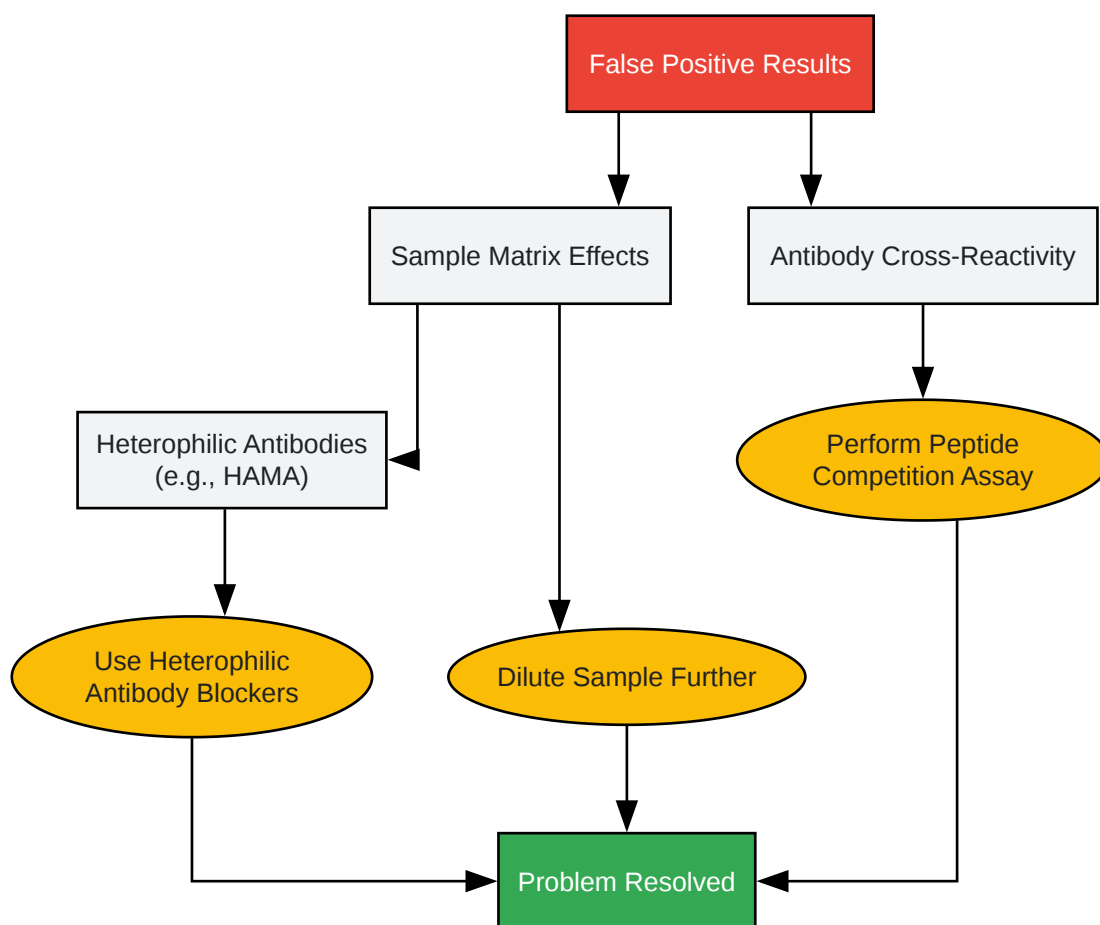 False Positive Results
Sample Matrix Effects
Antibody Cross-Reactivity
Heterophilic Antibodies
(e.g., HAMA)
Perform Peptide
Competition Assay
Use Heterophilic
Antibody Blockers
Dilute Sample Further
Problem Resolved